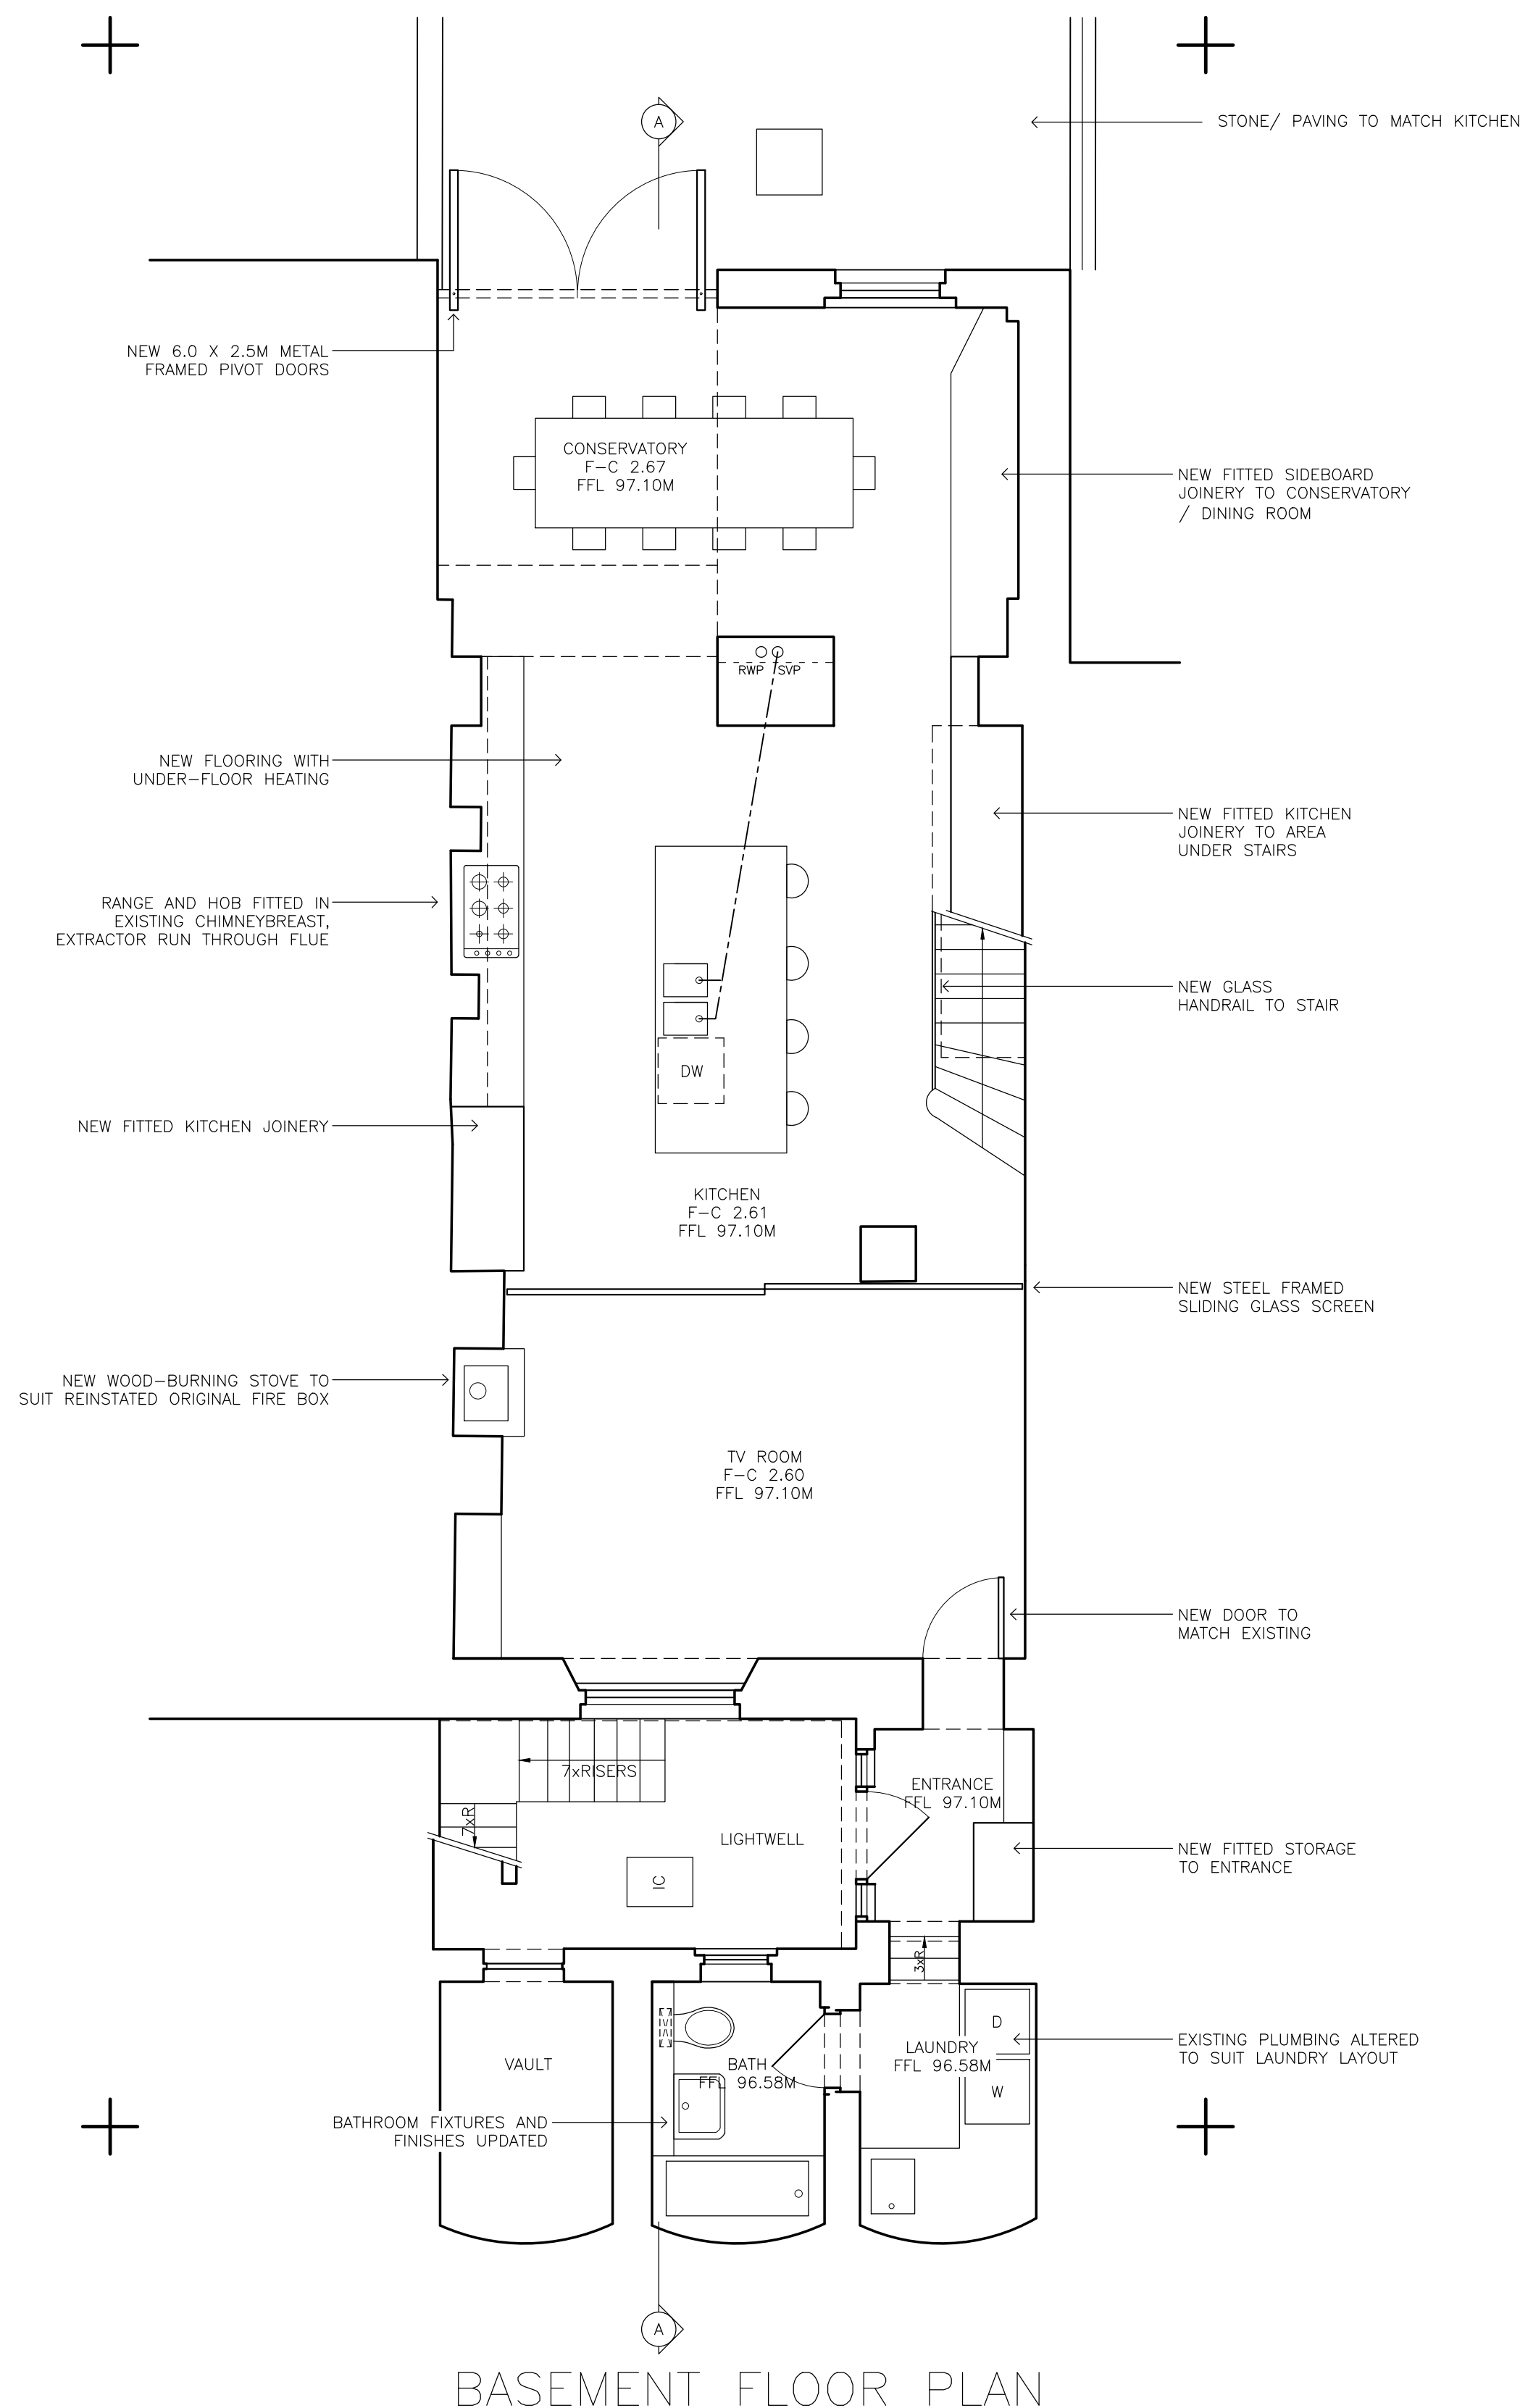 A
STONE/ PAVING TO MATCH KITCHEN
NEW 6.0 X 2.5M METAL
FRAMED PIVOT DOORS
CONSERVATORY
F-C 2.67
FFL 97.10M
NEW FITTED SIDEBOARD
JOINERY TO CONSERVATORY
/ DINING ROOM
RWP SVP
NEW FLOORING WITH
UNDER-FLOOR HEATING
NEW FITTED KITCHEN
JOINERY TO AREA
UNDER STAIRS
RANGE AND HOB FITTED IN
EXISTING CHIMNEYBREAST,
EXTRACTOR RUN THROUGH FLUE
NEW GLASS
HANDRAIL TO STAIR
DW
NEW FITTED KITCHEN JOINERY
KITCHEN
F-C 2.61
FFL 97.10M
NEW STEEL FRAMED
SLIDING GLASS SCREEN
NEW WOOD-BURNING STOVE TO
SUIT REINSTATED ORIGINAL FIRE BOX
TV ROOM
F-C 2.60
FFL 97.10M
NEW DOOR TO
MATCH EXISTING
7xRISERS
ENTRANCE
FFL 97.10M
7xR
LIGHTWELL
NEW FITTED STORAGE
TO ENTRANCE
IC
3xR
D
LAUNDRY
FFL 96.58M
EXISTING PLUMBING ALTERED
TO SUIT LAUNDRY LAYOUT
VAULT
BATH
FFL 96.58M
W
BATHROOM FIXTURES AND
FINISHES UPDATED
A
BASEMENT FLOOR PLAN